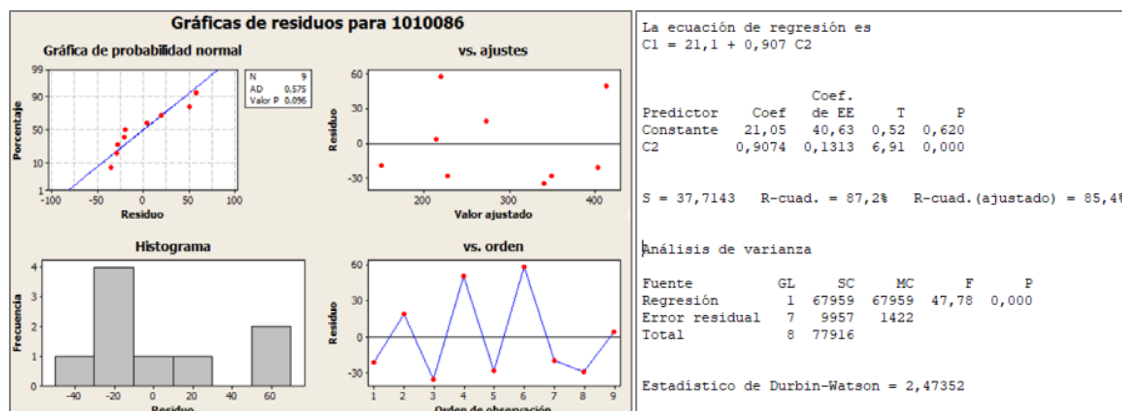 Gráficas de residuos para 1010086
Gráfica de probabilidad normal
99
90
50
10
1
Porcentaje
-100
-50
0
50
100
Residuo
N 9
AD 0.575
Valor P 0.096
vs. ajustes
60
30
0
-30
Residuo
200
300
400
Valor ajustado
Histograma
4
3
2
1
0
Frecuencia
-40
-20
0
20
40
60
Residuo
vs. orden
60
30
0
-30
Residuo
1 2 3 4 5 6 7 8 9
Orden de observación
La ecuación de regresión es
C1 = 21,1 + 0,907 C2
Coef.
Predictor Coef de EE T P
Constante 21,05 40,63 0,52 0,620
C2 0,9074 0,1313 6,91 0,000
S = 37,7143 R-cuad. = 87,2% R-cuad.(ajustado) = 85,4%
Análisis de varianza
Fuente GL SC MC F P
Regresión 1 67959 67959 47,78 0,000
Error residual 7 9957 1422
Total 8 77916
Estadístico de Durbin-Watson = 2,47352